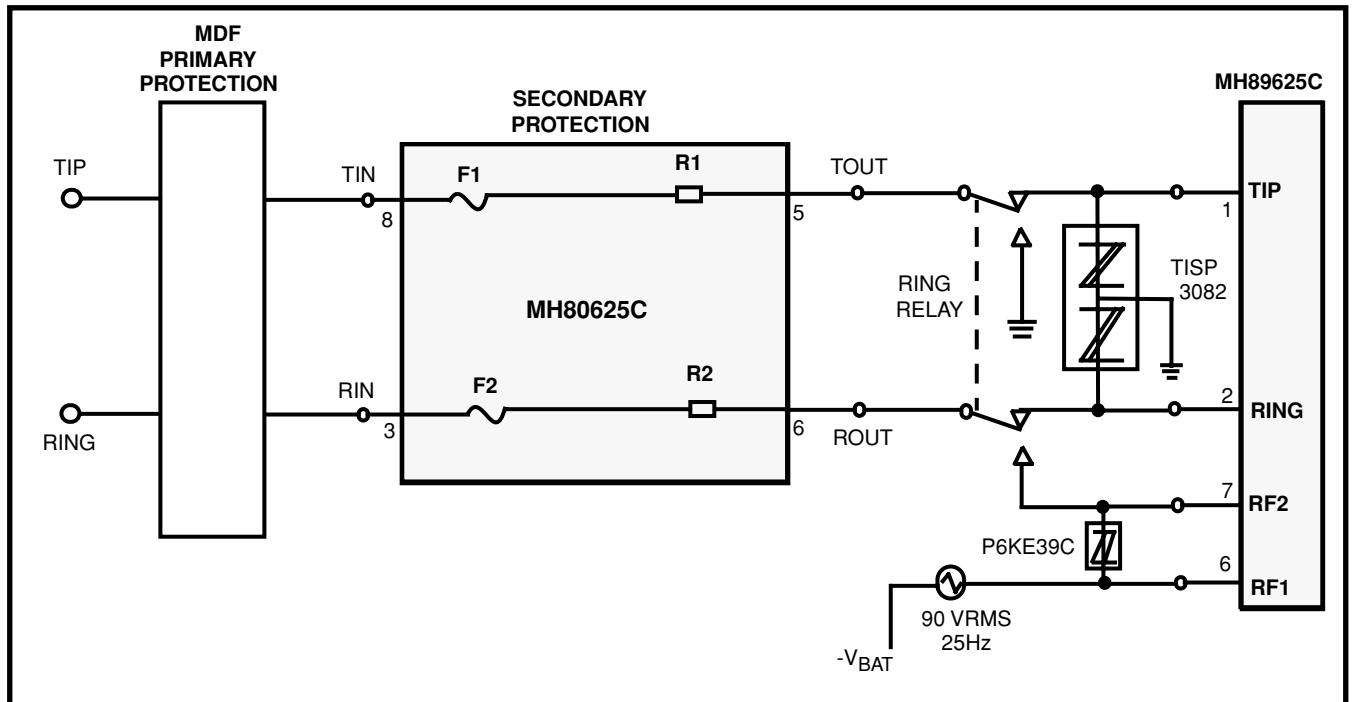 MDF
PRIMARY
PROTECTION
SECONDARY
PROTECTION
MH89625C
TIP
TIN
8
F1
R1
5
TOUT
TIP
1
MH80625C
RING
RELAY
TISP
3082
RING
RIN
3
F2
R2
6
ROUT
2
RING
7
RF2
P6KE39C
6
RF1
90 VRMS
25Hz
-VBAT